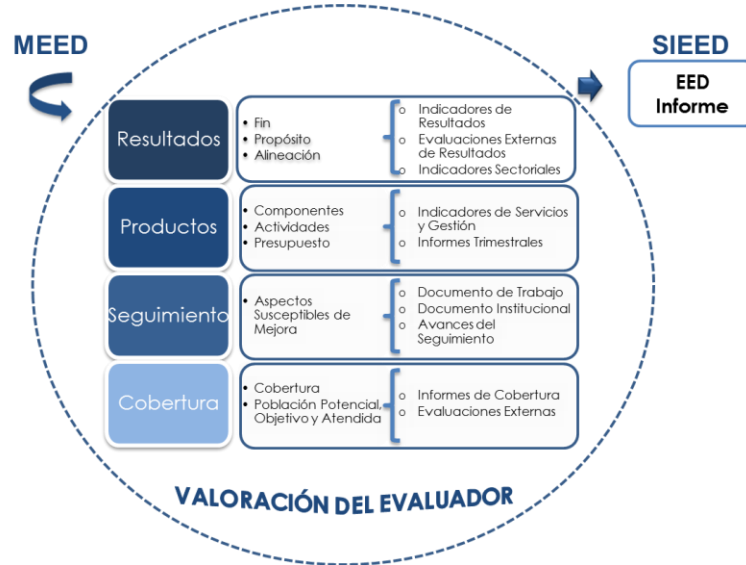 MEED
SIEED
EED
Informe
Resultados
• Fin
• Propósito
• Alineación
o Indicadores de
Resultados
o Evaluaciones Externas
de Resultados
o Indicadores Sectoriales
Productos
• Componentes
• Actividades
• Presupuesto
o Indicadores de Servicios
y Gestión
o Informes Trimestrales
Seguimiento
• Aspectos
Susceptibles de
Mejora
o Documento de Trabajo
o Documento Institucional
o Avances del
Seguimiento
Cobertura
• Cobertura
• Población Potencial,
Objetivo y Atendida
o Informes de Cobertura
o Evaluaciones Externas
VALORACIÓN DEL EVALUADOR